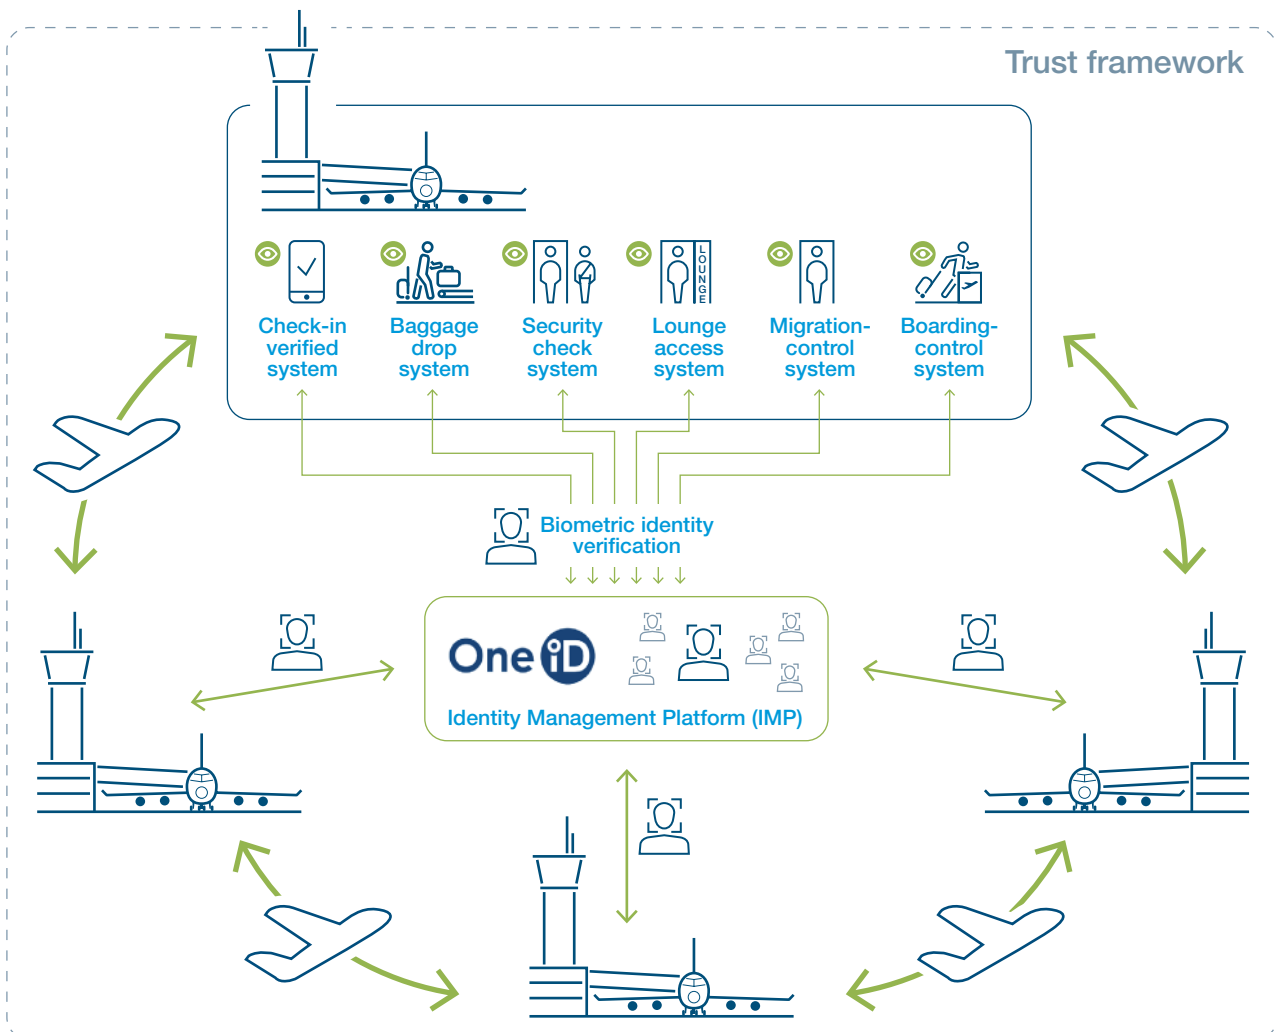 Trust framework
LOUNGE
Check-in
verified
system
Baggage
drop
system
Security
check
system
Lounge
access
system
Migration-
control
system
Boarding-
control
system
Biometric identity
verification
One iD
Identity Management Platform (IMP)